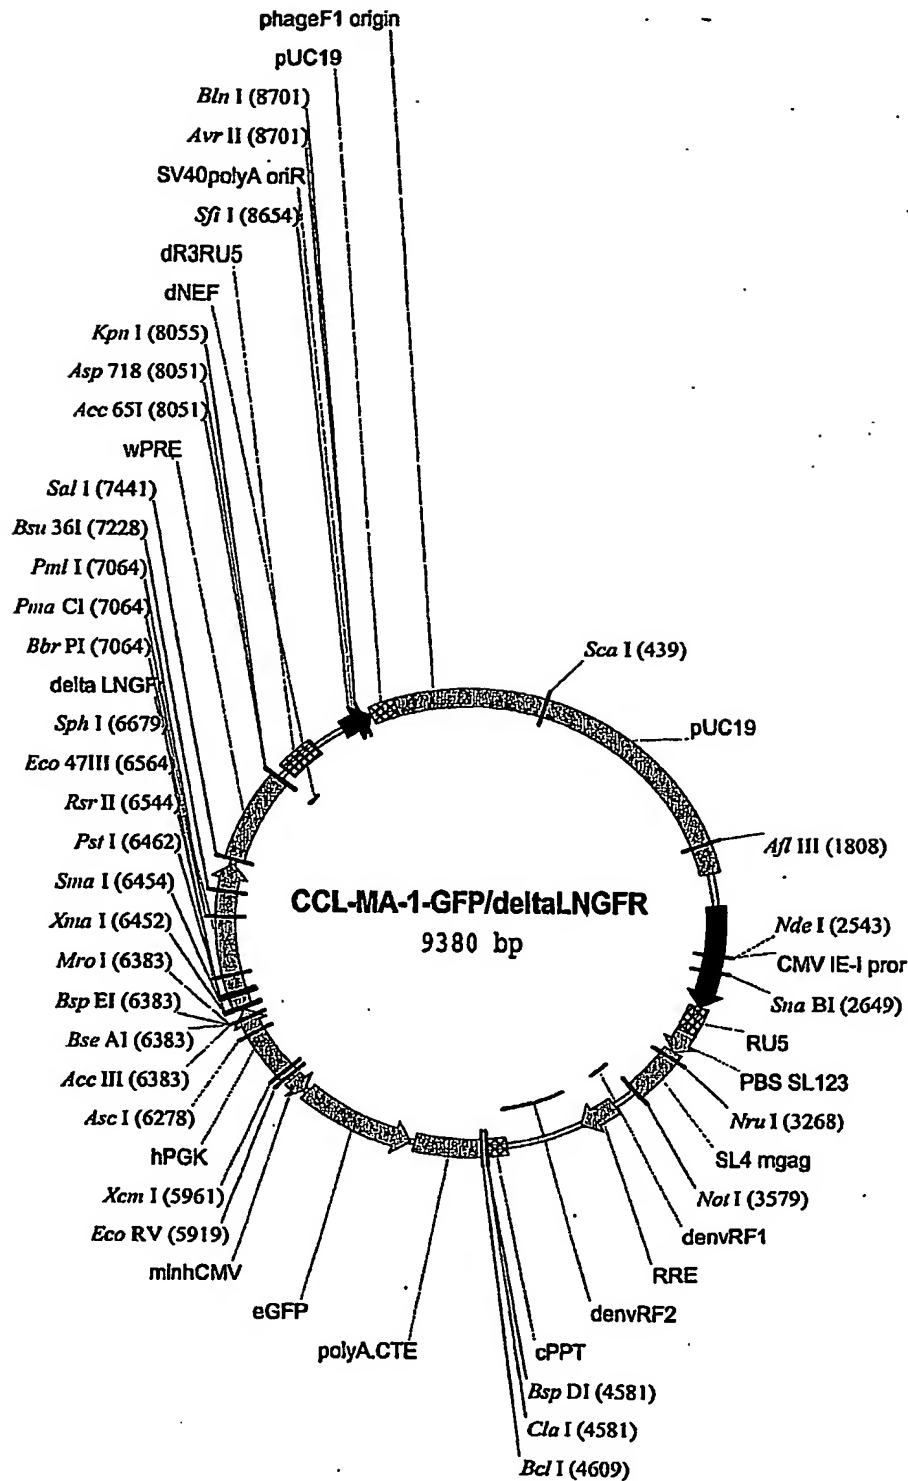 phageF1 origin
pUC19
Bln I (8701)
Avr II (8701)
SV40polyA oriR
Sfi I (8654)
dR3RU5
dNEF
Kpn I (8055)
Asp 718 (8051)
Acc 65I (8051)
wPRE
Sal I (7441)
Bsu 36I (7228)
Pml I (7064)
Pma CI (7064)
Bbr PI (7064)
delta LNGF
Sph I (6679)
Eco 47III (6564)
Rsr II (6544)
Pst I (6462)
Sma I (6454)
Xma I (6452)
Mro I (6383)
Bsp EI (6383)
Bse AI (6383)
Acc III (6383)
Asc I (6278)
hPGK
Xcm I (5961)
Eco RV (5919)
minhCMV
eGFP
polyA.CTE
Sca I (439)
pUC19
Afl III (1808)
CCL-MA-1-GFP/deltaLNGFR
9380 bp
Nde I (2543)
CMV IE-I pror
Sna BI (2649)
RU5
PBS SL123
Nru I (3268)
SL4 mgag
Not I (3579)
denvRF1
RRE
denvRF2
cPPT
Bsp DI (4581)
Cla I (4581)
Bcl I (4609)